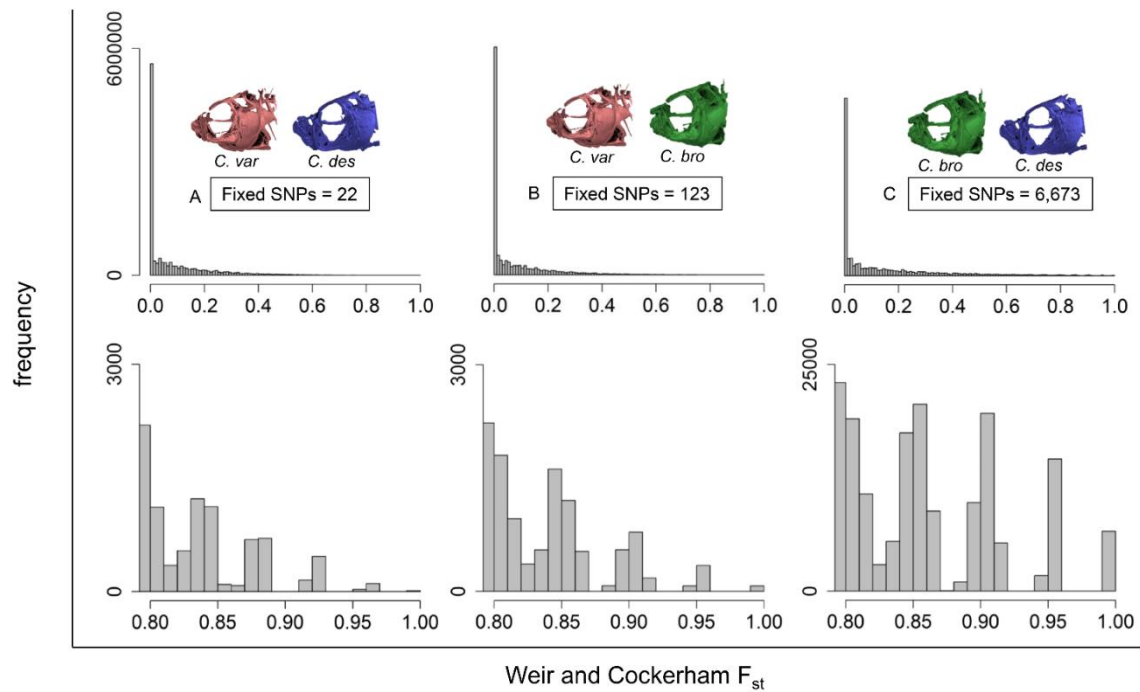 frequency
6000000
0
C. var
C. des
A
Fixed SNPs = 22
0.0 0.2 0.4 0.6 0.8 1.0
C. var
C. bro
B
Fixed SNPs = 123
0.0 0.2 0.4 0.6 0.8 1.0
C. bro
C. des
C
Fixed SNPs = 6,673
0.0 0.2 0.4 0.6 0.8 1.0
3000
0
0.80 0.85 0.90 0.95 1.00
3000
0
0.80 0.85 0.90 0.95 1.00
25000
0
0.80 0.85 0.90 0.95 1.00
Weir and Cockerham Fst